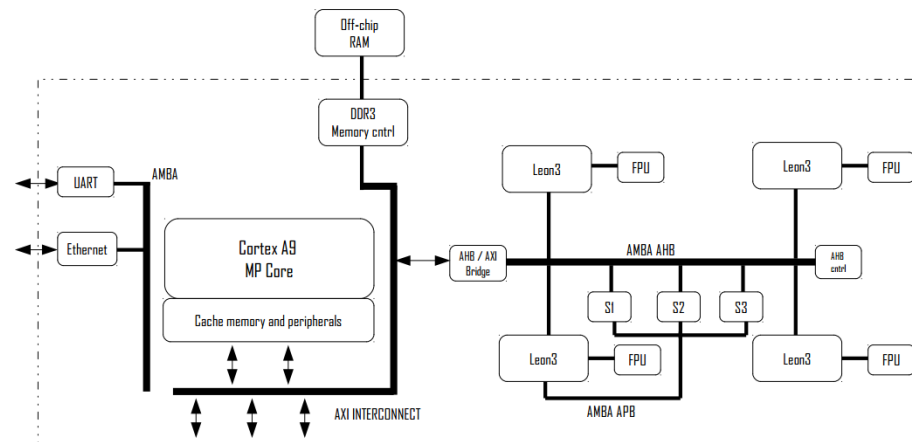 Off-chip
RAM
DDR3
Memory cntrl
AMBA
UART
Ethernet
Cortex A9
MP Core
Cache memory and peripherals
AXI INTERCONNECT
AHB / AXI
Bridge
Leon3
FPU
Leon3
FPU
AMBA AHB
AHB
cntrl
S1
S2
S3
Leon3
FPU
Leon3
FPU
AMBA APB